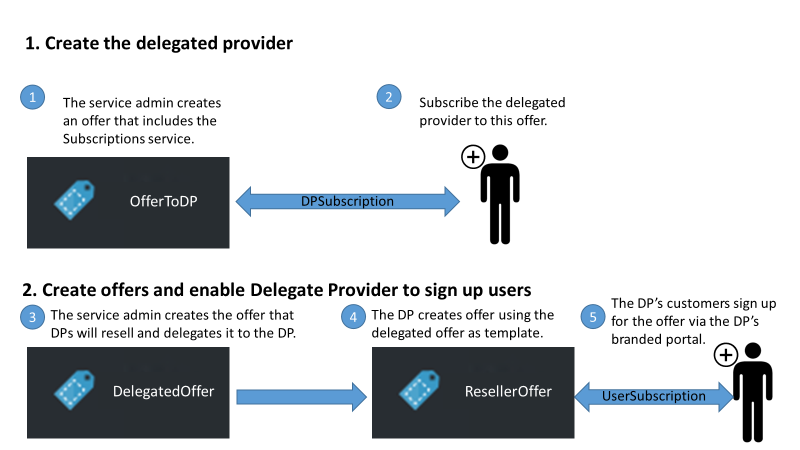 1. Create the delegated provider
1
The service admin creates
an offer that includes the
Subscriptions service.
2
Subscribe the delegated
provider to this offer.
OfferToDP
DPSubscription
2. Create offers and enable Delegate Provider to sign up users
3
The service admin creates the offer that
DPs will resell and delegates it to the DP.
4
The DP creates offer using the
delegated offer as template.
5
The DP's customers sign up
for the offer via the DP's
branded portal.
DelegatedOffer
ResellerOffer
UserSubscription